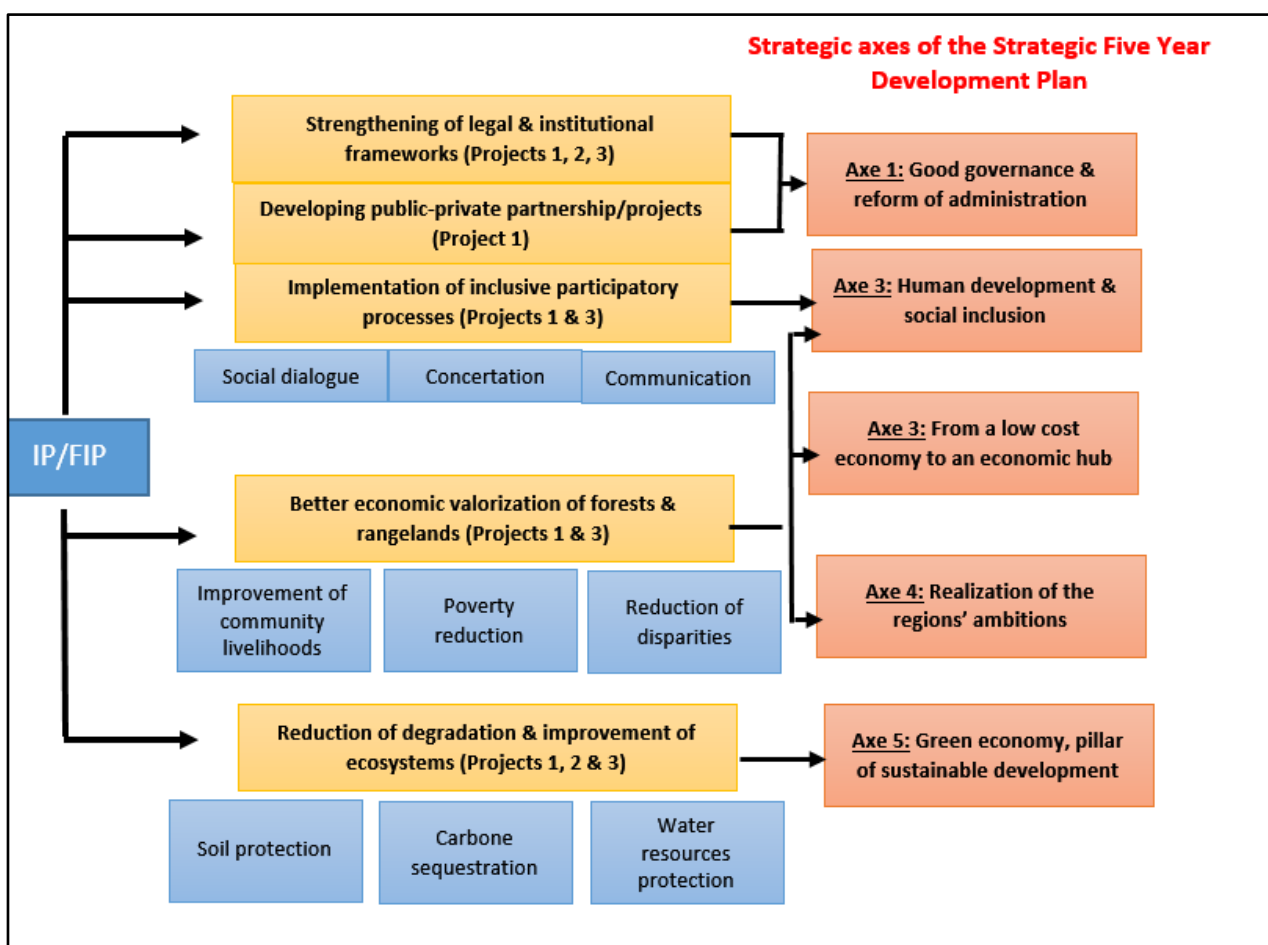 Strategic axes of the Strategic Five Year
Development Plan
Strengthening of legal & institutional
frameworks (Projects 1, 2, 3)
Developing public-private partnership/projects
(Project 1)
Axe 1: Good governance &
reform of administration
Implementation of inclusive participatory
processes (Projects 1 & 3)
Axe 3: Human development &
social inclusion
Social dialogue
Concertation
Communication
IP/FIP
Axe 3: From a low cost
economy to an economic hub
Better economic valorization of forests &
rangelands (Projects 1 & 3)
Improvement of
community
livelihoods
Poverty
reduction
Reduction of
disparities
Axe 4: Realization of the
regions’ ambitions
Reduction of degradation & improvement of
ecosystems (Projects 1, 2 & 3)
Axe 5: Green economy, pillar
of sustainable development
Soil protection
Carbone
sequestration
Water
resources
protection